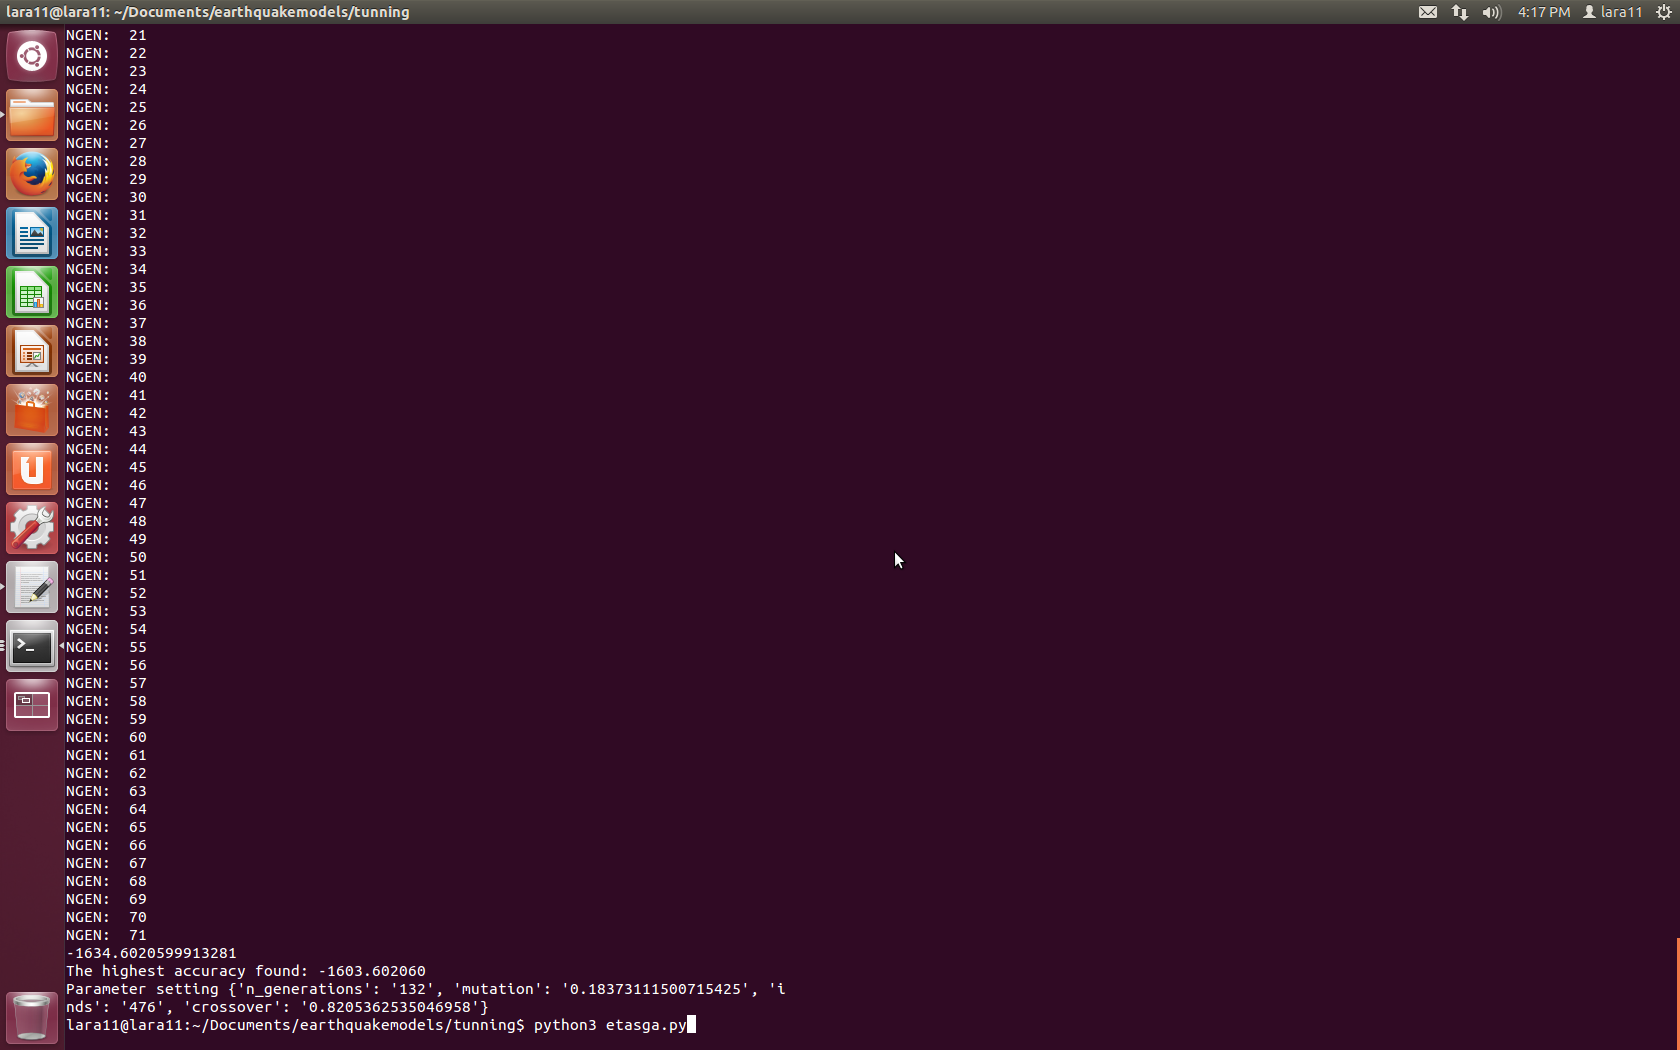 lara11@lara11: ~/Documents/earthquakemodels/tunning
4:17 PM lara11
NGEN:  21
NGEN:  22
NGEN:  23
NGEN:  24
NGEN:  25
NGEN:  26
NGEN:  27
NGEN:  28
NGEN:  29
NGEN:  30
NGEN:  31
NGEN:  32
NGEN:  33
NGEN:  34
NGEN:  35
NGEN:  36
NGEN:  37
NGEN:  38
NGEN:  39
NGEN:  40
NGEN:  41
NGEN:  42
NGEN:  43
NGEN:  44
NGEN:  45
NGEN:  46
NGEN:  47
NGEN:  48
NGEN:  49
NGEN:  50
NGEN:  51
NGEN:  52
NGEN:  53
NGEN:  54
NGEN:  55
NGEN:  56
NGEN:  57
NGEN:  58
NGEN:  59
NGEN:  60
NGEN:  61
NGEN:  62
NGEN:  63
NGEN:  64
NGEN:  65
NGEN:  66
NGEN:  67
NGEN:  68
NGEN:  69
NGEN:  70
NGEN:  71
-1634.6020599913281
The highest accuracy found: -1603.602060
Parameter setting {'n_generations': '132', 'mutation': '0.18373111500715425', 'i
nds': '476', 'crossover': '0.8205362535046958'}
lara11@lara11:~/Documents/earthquakemodels/tunning$ python3 etasga.py